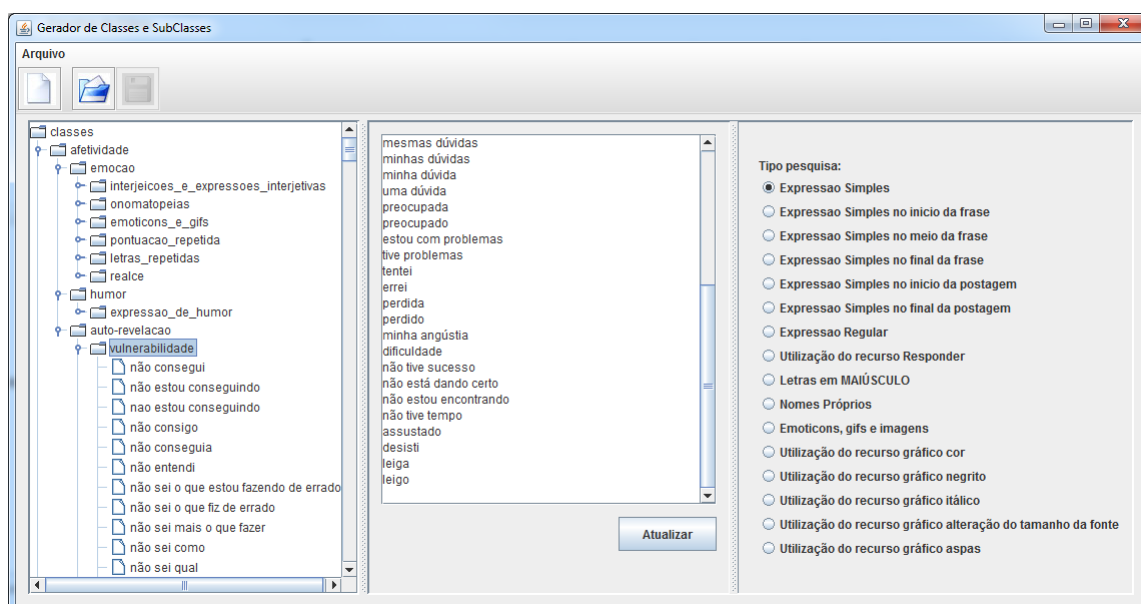 Gerador de Classes e SubClasses
Arquivo
classes
afetividade
emocao
interjeicoes_e_expressoes_interjetivas
onomatopeias
emoticons_e_gifs
pontuacao_repetida
letras_repetidas
realce
humor
expressao_de_humor
auto-revelacao
vulnerabilidade
não consegui
não estou conseguindo
nao estou conseguindo
não consigo
não conseguia
não entendi
não sei o que estou fazendo de errado
não sei o que fiz de errado
não sei mais o que fazer
não sei como
não sei qual
mesmas dúvidas
minhas dúvidas
minha dúvida
uma dúvida
preocupada
preocupado
estou com problemas
tive problemas
tentei
errei
perdida
perdido
minha angústia
dificuldade
não tive sucesso
não está dando certo
não estou encontrando
não tive tempo
assustado
desisti
leiga
leigo
Atualizar
Tipo pesquisa:
Expressao Simples
Expressao Simples no inicio da frase
Expressao Simples no meio da frase
Expressao Simples no final da frase
Expressao Simples no inicio da postagem
Expressao Simples no final da postagem
Expressao Regular
Utilização do recurso Responder
Letras em MAIÚSCULO
Nomes Próprios
Emoticons, gifs e imagens
Utilização do recurso gráfico cor
Utilização do recurso gráfico negrito
Utilização do recurso gráfico itálico
Utilização do recurso gráfico alteração do tamanho da fonte
Utilização do recurso gráfico aspas